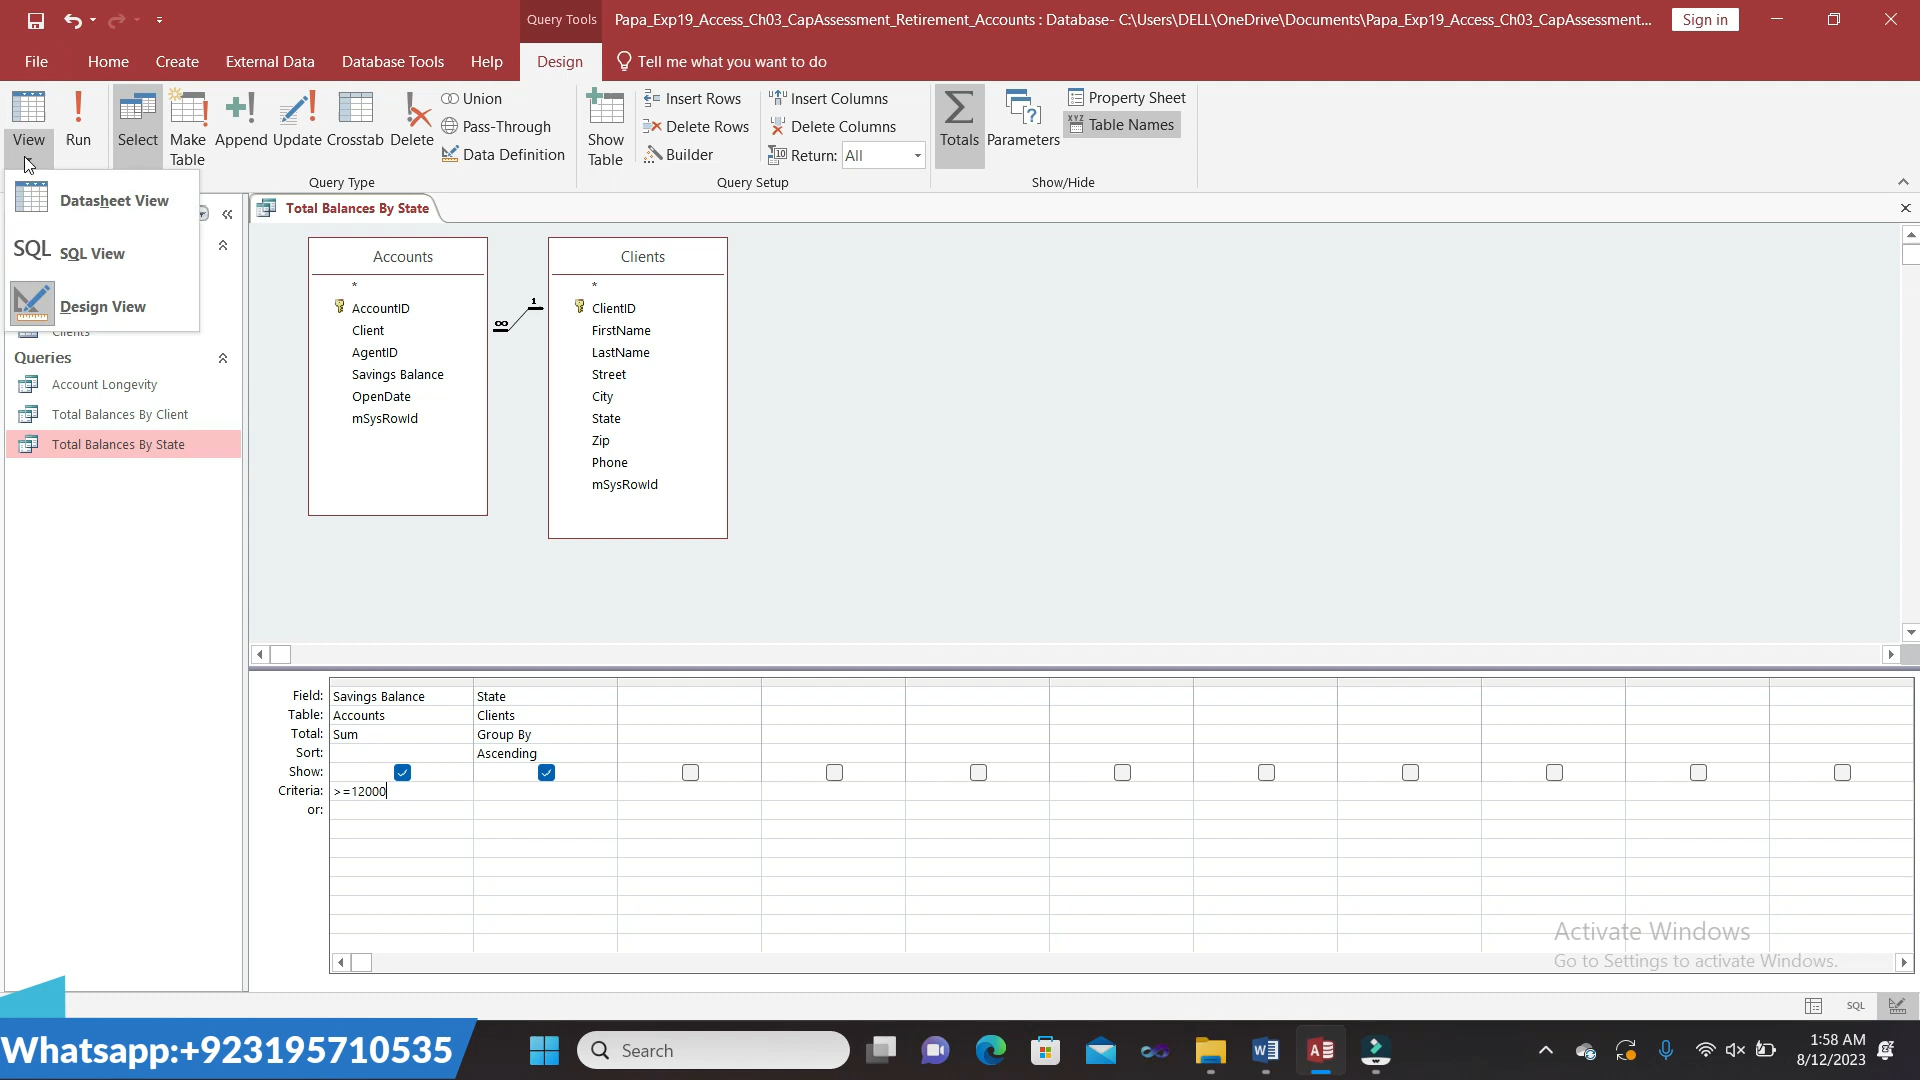 Query Tools
Papa_Exp19_Access_Ch03_CapAssessment_Retirement_Accounts : Database- C:\Users\DELL\OneDrive\Documents\Papa_Exp19_Access_Ch03_CapAssessment...
Sign in
File
Home
Create
External Data
Database Tools
Help
Design
Tell me what you want to do
View
Run
Select
Make Table
Append
Update
Crosstab
Delete
Union
Pass-Through
Data Definition
Query Type
Show Table
Insert Rows
Delete Rows
Builder
Insert Columns
Delete Columns
Return: All
Query Setup
Totals
Parameters
Property Sheet
Table Names
Show/Hide
Datasheet View
SQL SQL View
Design View
Clients
Queries
Account Longevity
Total Balances By Client
Total Balances By State
Total Balances By State
Accounts
*
AccountID
Client
AgentID
Savings Balance
OpenDate
mSysRowId
∞ 1
Clients
*
ClientID
FirstName
LastName
Street
City
State
Zip
Phone
mSysRowId
Field: Savings Balance State
Table: Accounts Clients
Total: Sum Group By
Sort: Ascending
Show:
Criteria: >=12000
or:
Activate Windows
Go to Settings to activate Windows.
SQL
Whatsapp:+923195710535
Search
1:58 AM
8/12/2023